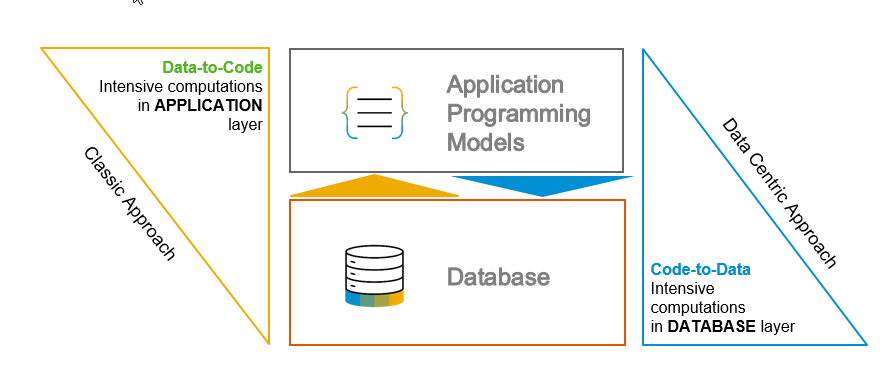 Data-to-Code
Intensive computations
in APPLICATION
layer
Classic Approach
Application
Programming
Models
Database
Data Centric Approach
Code-to-Data
Intensive
computations
in DATABASE layer